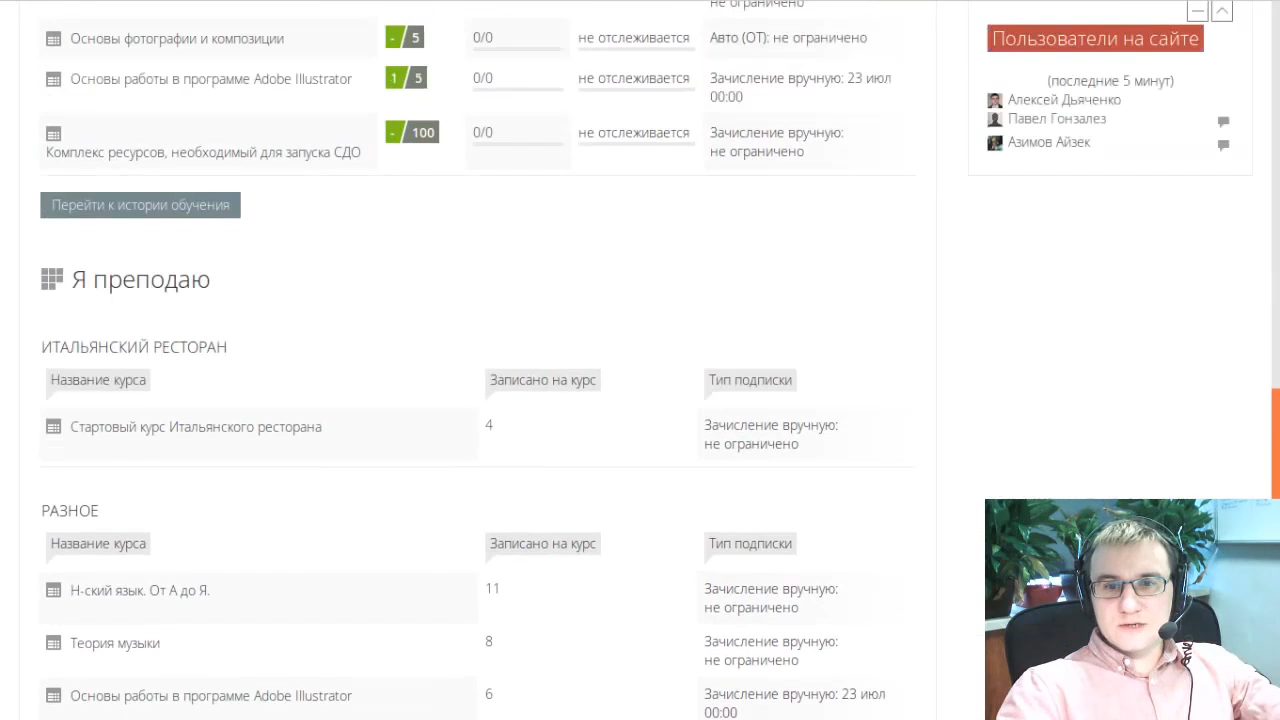 не ограничено
Основы фотографии и композиции - / 5 0/0 не отслеживается Авто (ОТ): не ограничено
Основы работы в программе Adobe Illustrator 1 / 5 0/0 не отслеживается Зачисление вручную: 23 июл
00:00
- / 100 0/0 не отслеживается Зачисление вручную:
Комплекс ресурсов, необходимый для запуска СДО не ограничено
Перейти к истории обучения
Я преподаю
ИТАЛЬЯНСКИЙ РЕСТОРАН
Название курса Записано на курс Тип подписки
Стартовый курс Итальянского ресторана 4 Зачисление вручную:
не ограничено
РАЗНОЕ
Название курса Записано на курс Тип подписки
Н-ский язык. От А до Я. 11 Зачисление вручную:
не ограничено
Теория музыки 8 Зачисление вручную:
не ограничено
Основы работы в программе Adobe Illustrator 6 Зачисление вручную: 23 июл
00:00
Пользователи на сайте
(последние 5 минут)
Алексей Дьяченко
Павел Гонзалез
Азимов Айзек